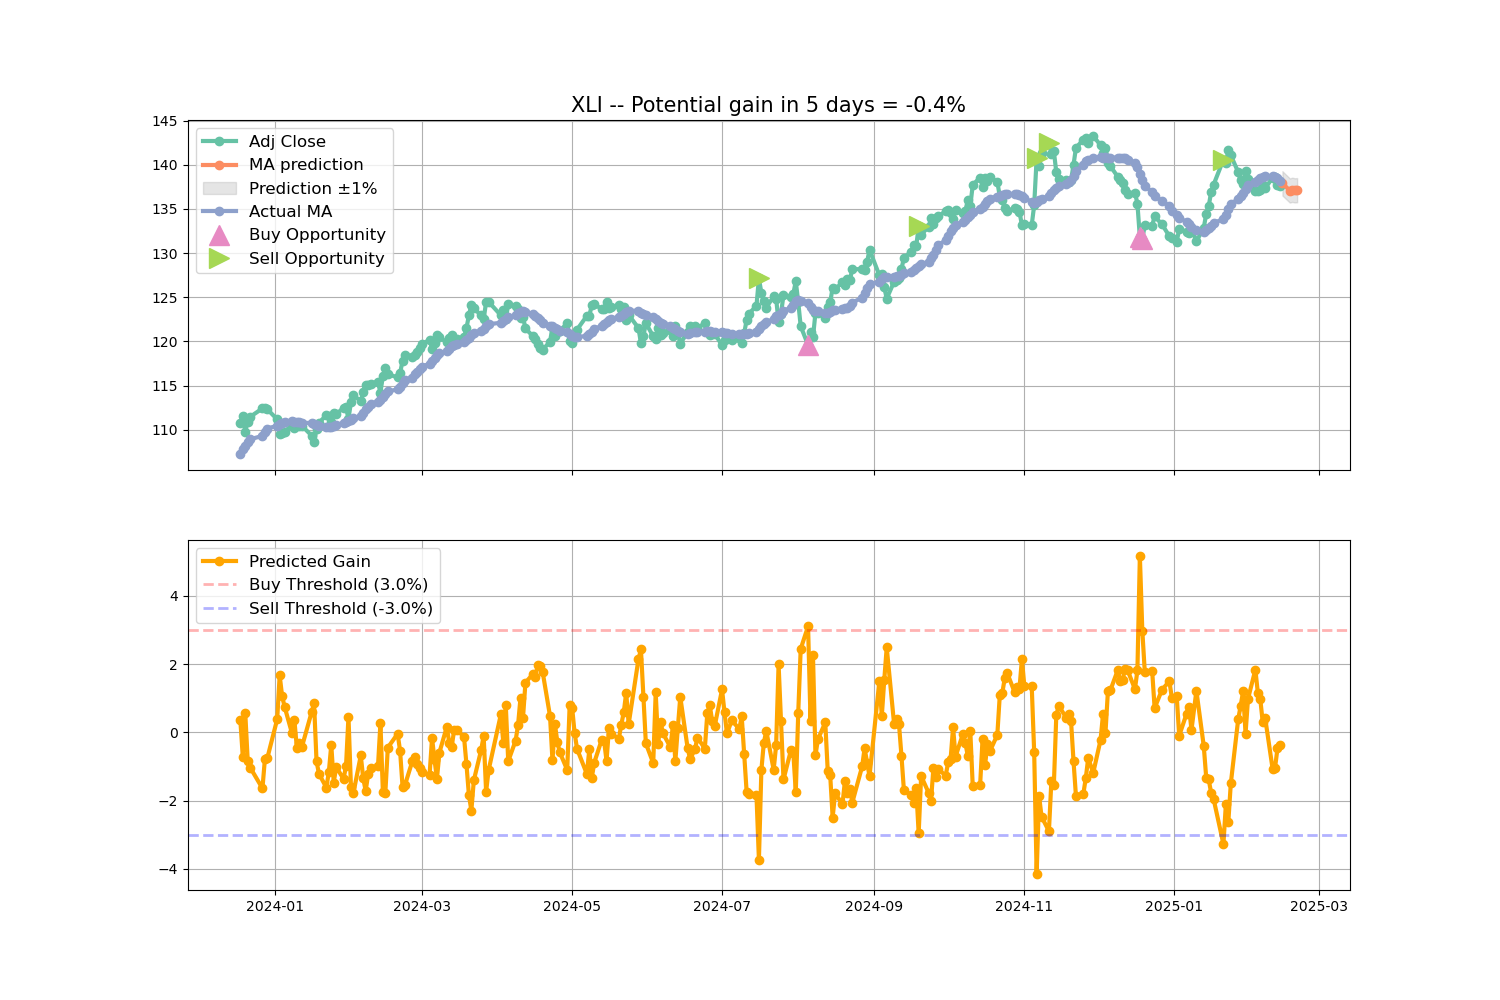 XLI -- Potential gain in 5 days = -0.4%
145
140
135
130
125
120
115
110
Adj Close
MA prediction
Prediction ±1%
Actual MA
Buy Opportunity
Sell Opportunity
4
2
0
−2
−4
Predicted Gain
Buy Threshold (3.0%)
Sell Threshold (-3.0%)
2024-01
2024-03
2024-05
2024-07
2024-09
2024-11
2025-01
2025-03